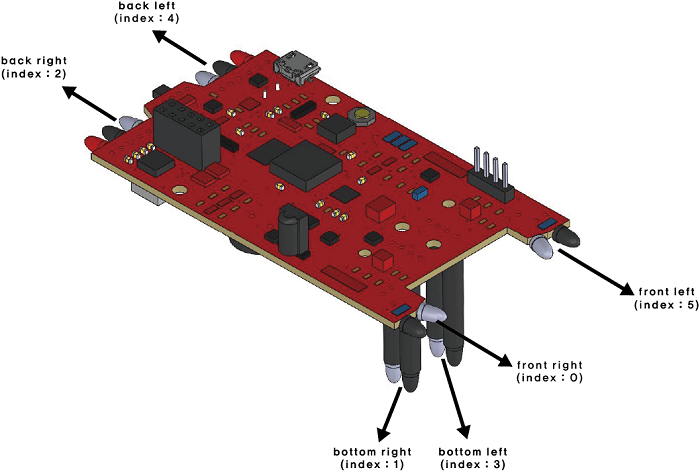 back left
(index：4)
back right
(index：2)
front left
(index：5)
front right
(index：0)
bottom right
(index：1)
bottom left
(index：3)